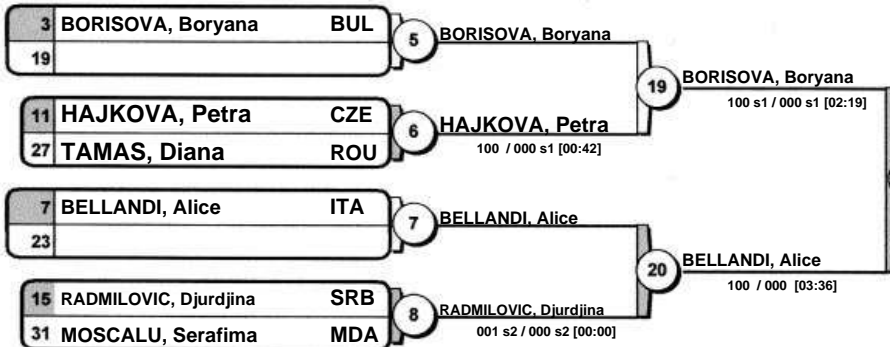 3 BORISOVA, Boryana BUL
19
5
BORISOVA, Boryana
11 HAJKOVA, Petra CZE
27 TAMAS, Diana ROU
6
HAJKOVA, Petra
100 / 000 s1 [00:42]
19
BORISOVA, Boryana
100 s1 / 000 s1 [02:19]
7 BELLANDI, Alice ITA
23
7
BELLANDI, Alice
15 RADMILOVIC, Djurdjina SRB
31 MOSCALU, Serafima MDA
8
RADMILOVIC, Djurdjina
001 s2 / 000 s2 [00:00]
20
BELLANDI, Alice
100 / 000 [03:36]